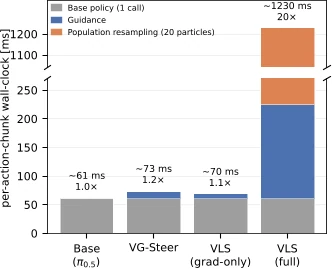 Base policy (1 call)
Guidance
Population resampling (20 particles)
~1230 ms
20×
per-action-chunk wall-clock [ms]
1200
1100
250
200
150
100
50
0
~61 ms
1.0×
~73 ms
1.2×
~70 ms
1.1×
Base
(π0.5)
VG-Steer
VLS
(grad-only)
VLS
(full)